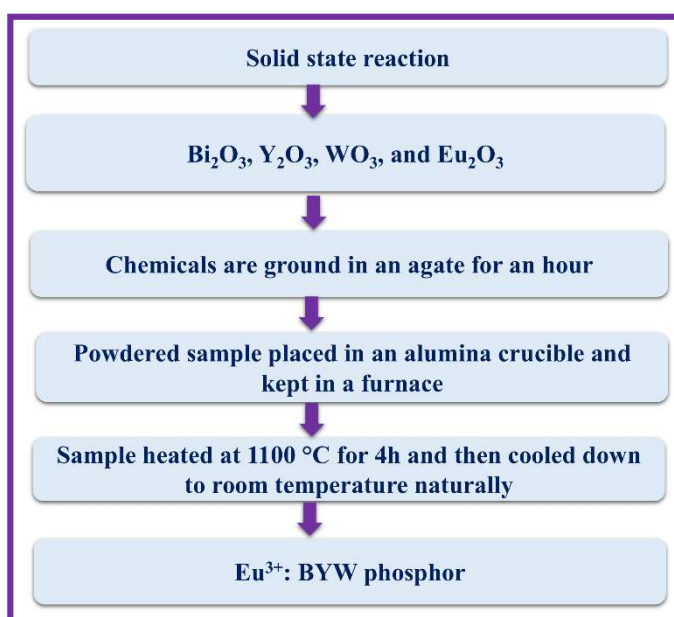 Solid state reaction
Bi₂O₃, Y₂O₃, WO₃, and Eu₂O₃
Chemicals are ground in an agate for an hour
Powdered sample placed in an alumina crucible and
kept in a furnace
Sample heated at 1100 °C for 4h and then cooled down
to room temperature naturally
Eu³⁺: BYW phosphor